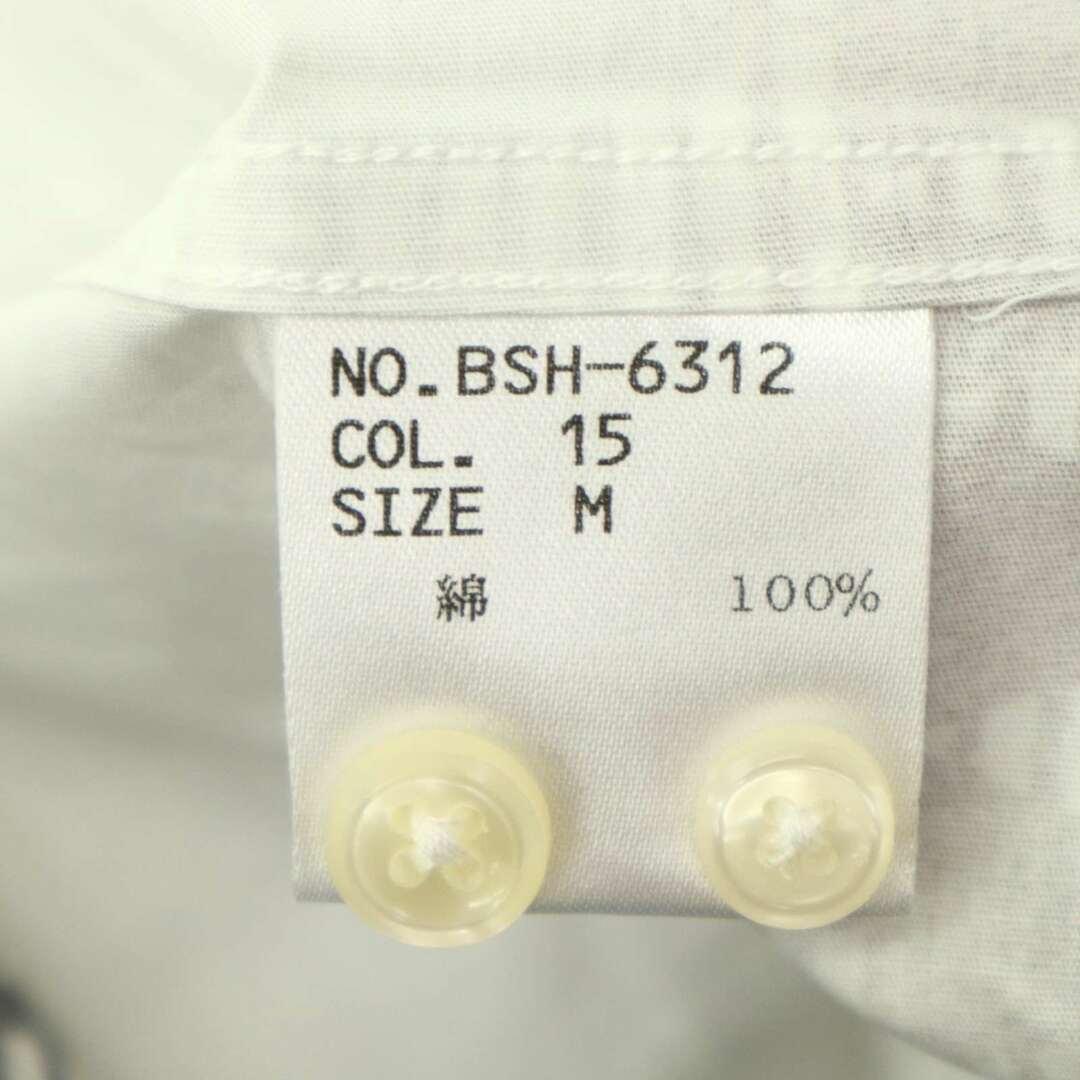 NO.BSH-6312
COL. 15
SIZE M
綿 100%